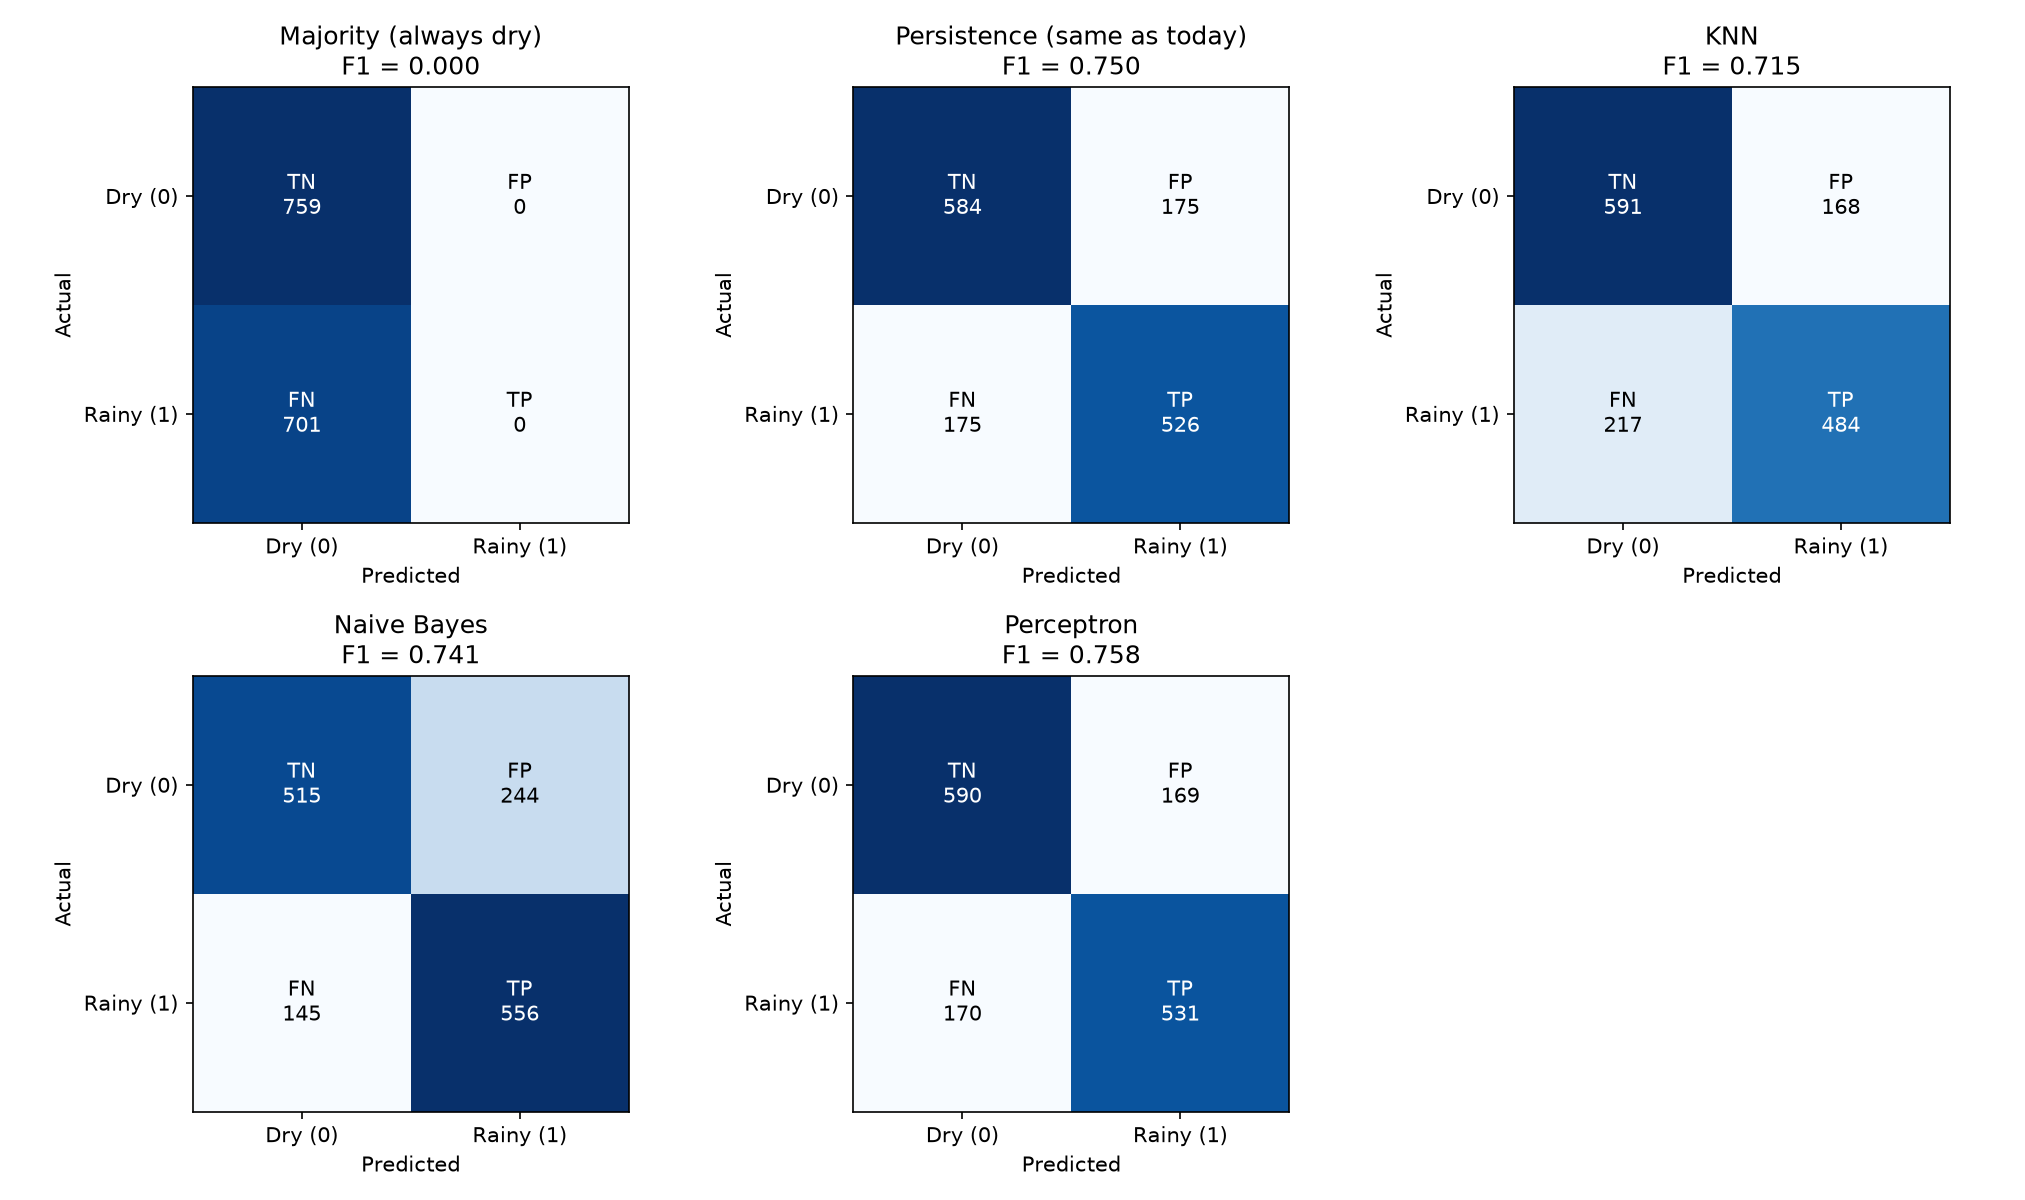 Majority (always dry)
F1 = 0.000
TN
759
FP
0
FN
701
TP
0
Dry (0)
Rainy (1)
Actual
Dry (0)
Rainy (1)
Predicted
Persistence (same as today)
F1 = 0.750
TN
584
FP
175
FN
175
TP
526
Dry (0)
Rainy (1)
Actual
Dry (0)
Rainy (1)
Predicted
KNN
F1 = 0.715
TN
591
FP
168
FN
217
TP
484
Dry (0)
Rainy (1)
Actual
Dry (0)
Rainy (1)
Predicted
Naive Bayes
F1 = 0.741
TN
515
FP
244
FN
145
TP
556
Dry (0)
Rainy (1)
Actual
Dry (0)
Rainy (1)
Predicted
Perceptron
F1 = 0.758
TN
590
FP
169
FN
170
TP
531
Dry (0)
Rainy (1)
Actual
Dry (0)
Rainy (1)
Predicted